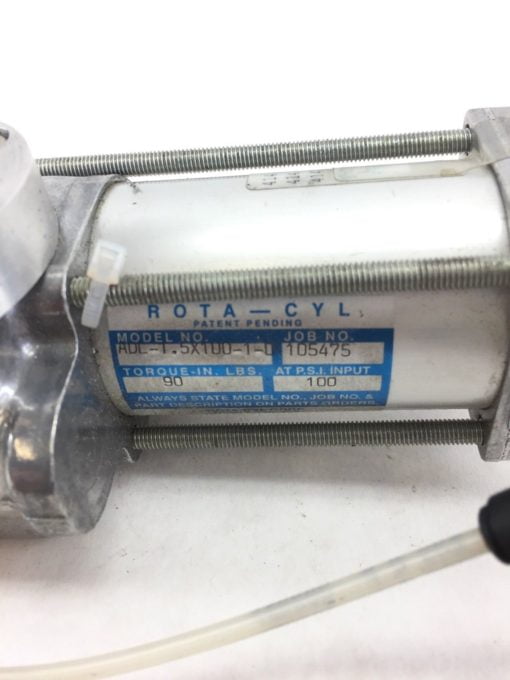 ROTA — CYL
PATENT PENDING
MODEL NO. JOB NO.
ADL-1.5X100-1- 105475
TORQUE-IN. LBS. AT P.S.I. INPUT
90 100
ALWAYS STATE MODEL NO., JOB NO. &
PART DESCRIPTION ON PARTS ORDERS